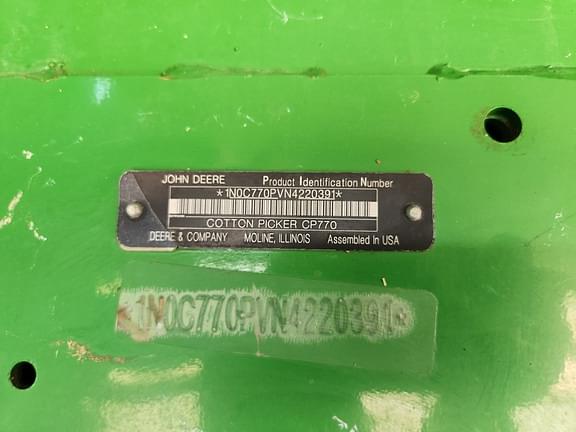 JOHN DEERE Product Identification Number
*1N0C770PVN4220391*
COTTON PICKER CP770
DEERE & COMPANY MOLINE, ILLINOIS Assembled In USA
*1N0C770PVN4220391*